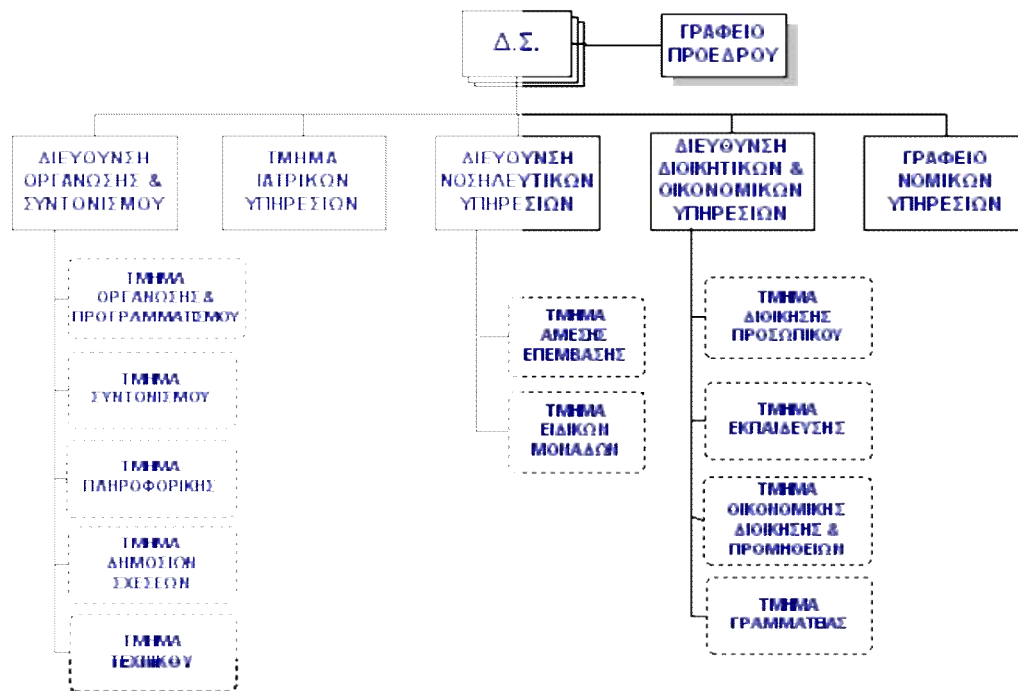 Δ.Σ.
ΓΡΑΦΕΙΟ
ΠΡΟΕΔΡΟΥ
ΔΙΕΥΘΥΝΣΗ
ΟΡΓΑΝΩΣΗΣ &
ΣΥΝΤΟΝΙΣΜΟΥ
ΤΜΗΜΑ
ΙΑΤΡΙΚΩΝ
ΥΠΗΡΕΣΙΩΝ
ΔΙΕΥΘΥΝΣΗ
ΝΟΣΗΛΕΥΤΙΚΩΝ
ΥΠΗΡΕΣΙΩΝ
ΔΙΕΥΘΥΝΣΗ
ΔΙΟΙΚΗΤΙΚΩΝ &
ΟΙΚΟΝΟΜΙΚΩΝ
ΥΠΗΡΕΣΙΩΝ
ΓΡΑΦΕΙΟ
ΝΟΜΙΚΩΝ
ΥΠΗΡΕΣΙΩΝ
ΤΜΗΜΑ
ΟΡΓΑΝΩΣΗΣ &
ΠΡΟΓΡΑΜΜΑΤΙΣΜΟΥ
ΤΜΗΜΑ
ΣΥΝΤΟΝΙΣΜΟΥ
ΤΜΗΜΑ
ΠΛΗΡΟΦΟΡΙΚΗΣ
ΤΜΗΜΑ
ΔΗΜΟΣΙΩΝ
ΣΧΕΣΕΩΝ
ΤΜΗΜΑ
ΤΕΧΝΙΚΟΥ
ΤΜΗΜΑ
ΑΜΕΣΗΣ
ΕΠΕΜΒΑΣΗΣ
ΤΜΗΜΑ
ΕΙΔΙΚΩΝ
ΜΟΝΑΔΩΝ
ΤΜΗΜΑ
ΔΙΟΙΚΗΣΗΣ
ΠΡΟΣΩΠΙΚΟΥ
ΤΜΗΜΑ
ΕΚΠΑΙΔΕΥΣΗΣ
ΤΜΗΜΑ
ΟΙΚΟΝΟΜΙΚΗΣ
ΔΙΟΙΚΗΣΗΣ &
ΠΡΟΜΗΘΕΙΩΝ
ΤΜΗΜΑ
ΓΡΑΜΜΑΤΕΙΑΣ